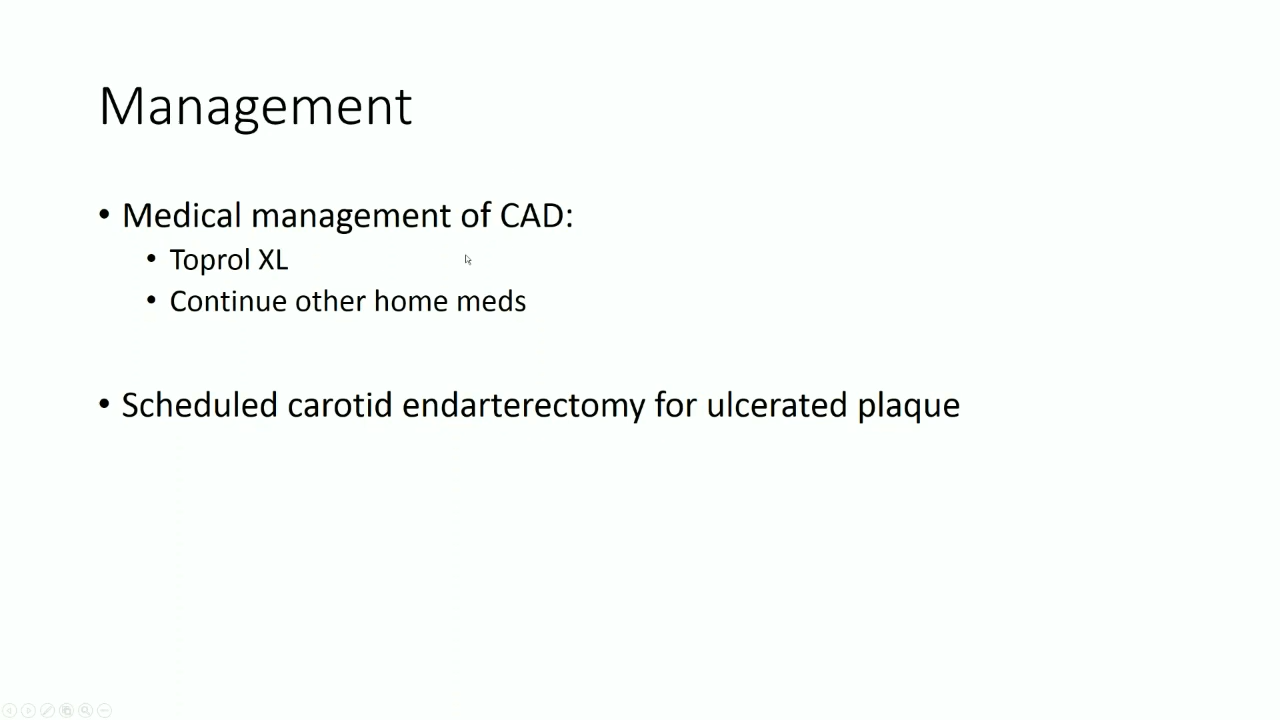 Management
• Medical management of CAD:
• Toprol XL
• Continue other home meds
• Scheduled carotid endarterectomy for ulcerated plaque